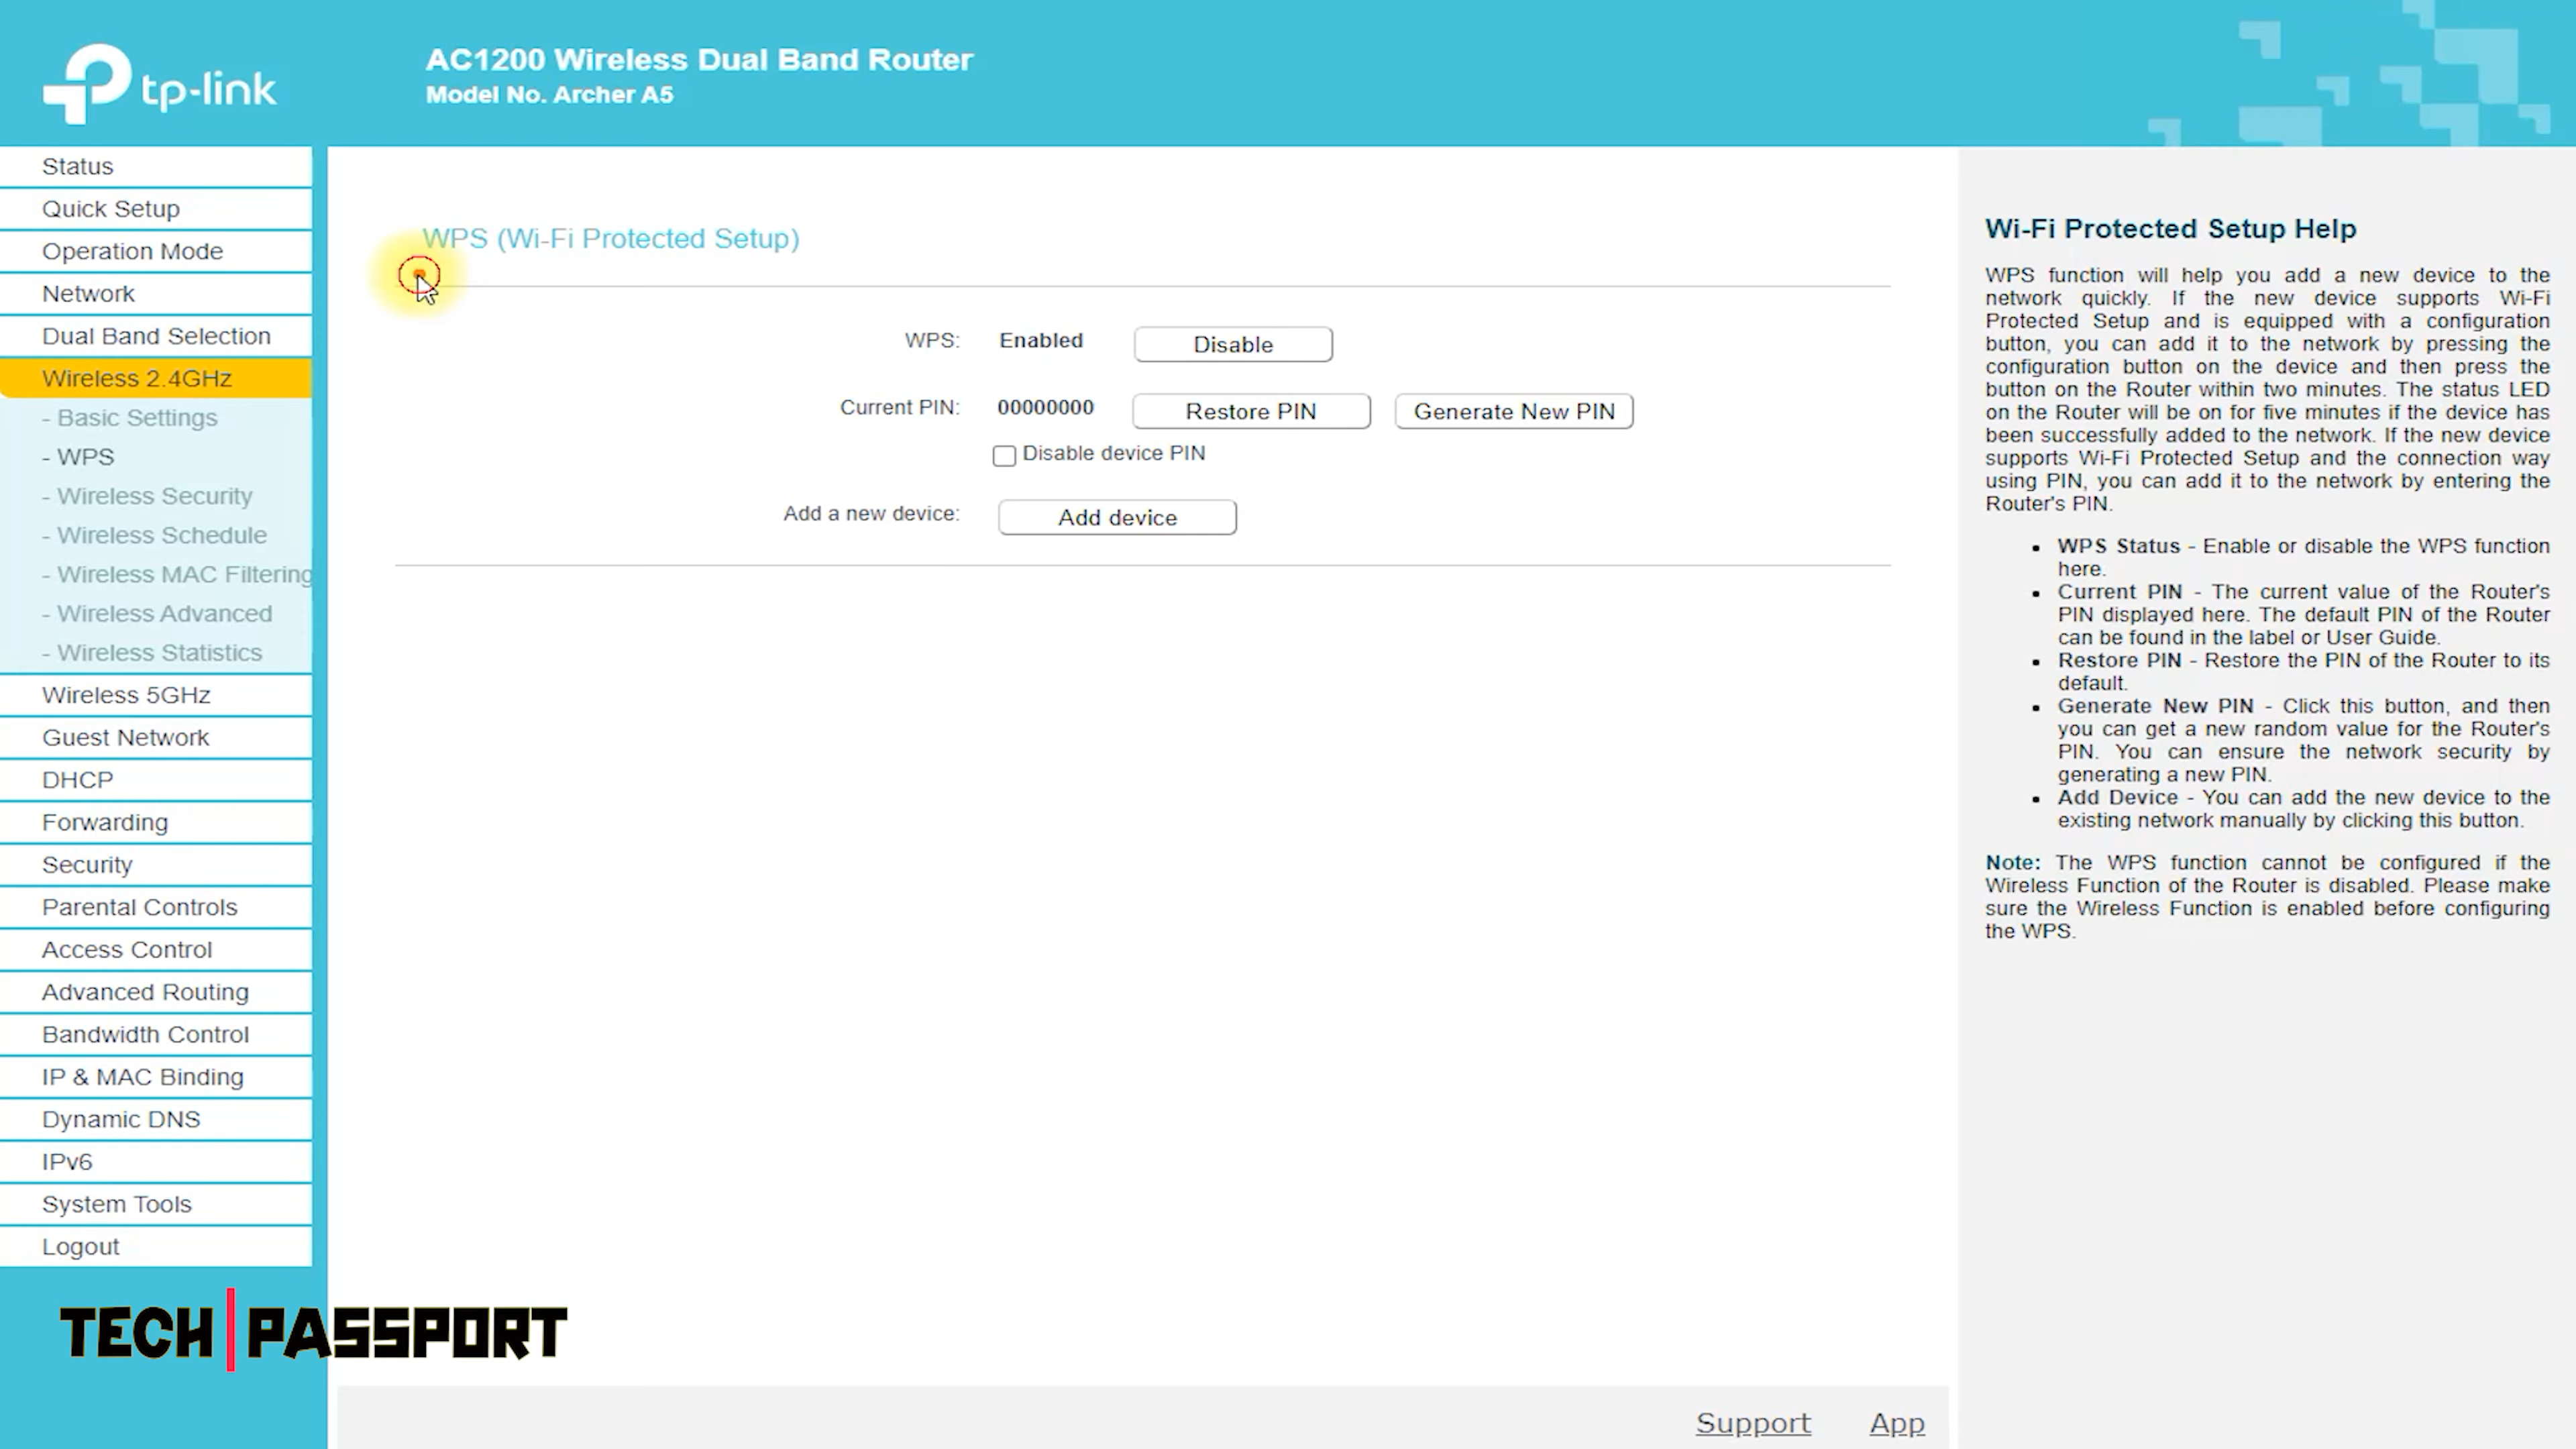 tp-link
AC1200 Wireless Dual Band Router
Model No. Archer A5
Status
Quick Setup
Operation Mode
Network
Dual Band Selection
Wireless 2.4GHz
- Basic Settings
- WPS
- Wireless Security
- Wireless Schedule
- Wireless MAC Filtering
- Wireless Advanced
- Wireless Statistics
Wireless 5GHz
Guest Network
DHCP
Forwarding
Security
Parental Controls
Access Control
Advanced Routing
Bandwidth Control
IP & MAC Binding
Dynamic DNS
IPv6
System Tools
Logout
WPS (Wi-Fi Protected Setup)
WPS: Enabled Disable
Current PIN: 00000000 Restore PIN Generate New PIN
Disable device PIN
Add a new device: Add device
Wi-Fi Protected Setup Help
WPS function will help you add a new device to the
network quickly. If the new device supports Wi-Fi
Protected Setup and is equipped with a configuration
button, you can add it to the network by pressing the
configuration button on the device and then press the
button on the Router within two minutes. The status LED
on the Router will be on for five minutes if the device has
been successfully added to the network. If the new device
supports Wi-Fi Protected Setup and the connection way
using PIN, you can add it to the network by entering the
Router's PIN.
▪ WPS Status - Enable or disable the WPS function
here.
▪ Current PIN - The current value of the Router's
PIN displayed here. The default PIN of the Router
can be found in the label or User Guide.
▪ Restore PIN - Restore the PIN of the Router to its
default.
▪ Generate New PIN - Click this button, and then
you can get a new random value for the Router's
PIN. You can ensure the network security by
generating a new PIN.
▪ Add Device - You can add the new device to the
existing network manually by clicking this button.
Note: The WPS function cannot be configured if the
Wireless Function of the Router is disabled. Please make
sure the Wireless Function is enabled before configuring
the WPS.
TECH|PASSPORT
Support App